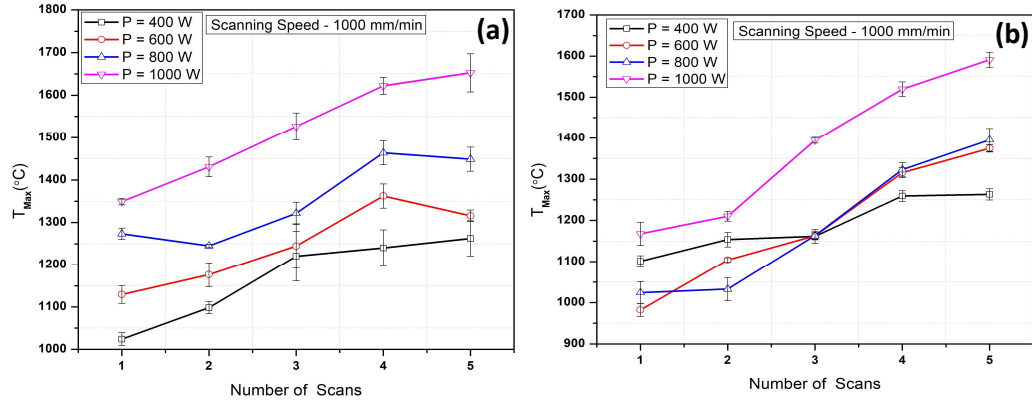 (a)
Scanning Speed - 1000 mm/min
P = 400 W
P = 600 W
P = 800 W
P = 1000 W
1800
1700
1600
1500
1400
1300
1200
1100
1000
T Max (°C)
1 2 3 4 5
Number of Scans
(b)
Scanning Speed - 1000 mm/min
P = 400 W
P = 600 W
P = 800 W
P = 1000 W
1700
1600
1500
1400
1300
1200
1100
1000
900
T Max (°C)
1 2 3 4 5
Number of Scans